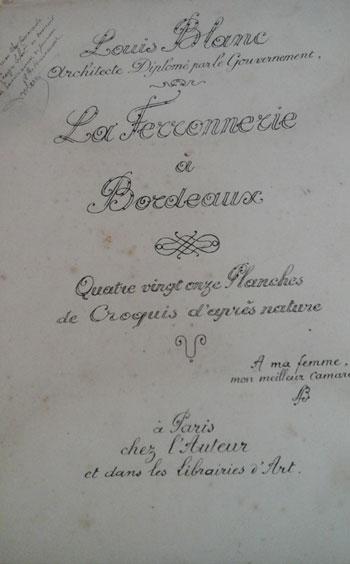 Louis Blanc
Architecte Diplomé par le Gouvernement.
La Ferronnerie
à
Bordeaux
Quatre vingt onze Planches
de Croquis d'après nature
A ma femme.
mon meilleur camara
à Paris
chez l'Auteur
et dans les Librairies d'Art.